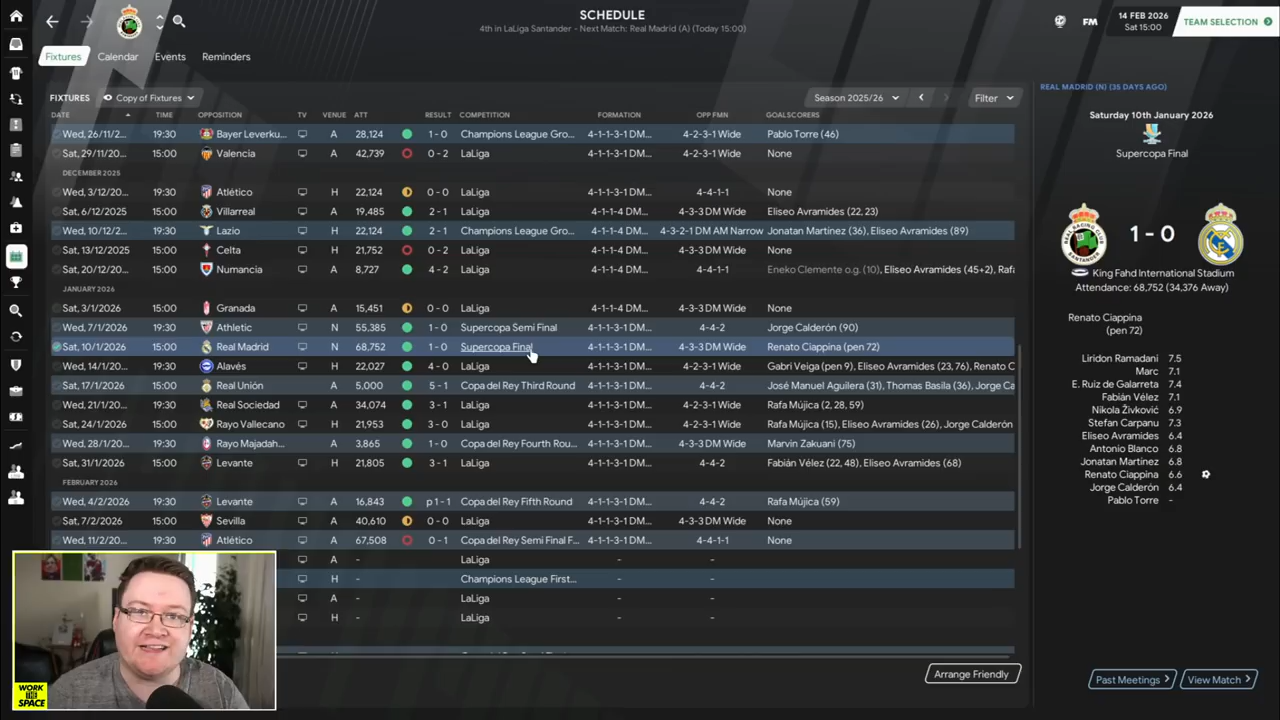 SCHEDULE
4th in LaLiga Santander - Next Match: Real Madrid (A) (Today 15:00)
FM
14 FEB 2026
Sat 15:00
TEAM SELECTION
Fixtures Calendar Events Reminders
FIXTURES Copy of Fixtures Season 2025/26 Filter
DATE TIME OPPOSITION TV VENUE ATT RESULT COMPETITION FORMATION OPP FMN GOALSCORERS
Wed, 26/11/2... 19:30 Bayer Leverku... A 28,124 1 - 0 Champions League Gro... 4-1-1-3-1 DM... 4-2-3-1 Wide Pablo Torre (46)
Sat, 29/11/20... 15:00 Valencia A 42,739 0 - 2 LaLiga 4-1-1-3-1 DM... 4-2-3-1 Wide None
DECEMBER 2025
Wed, 3/12/20... 19:30 Atlético H 22,124 0 - 0 LaLiga 4-1-1-3-1 DM... 4-4-1-1 None
Sat, 6/12/2025 15:00 Villarreal A 19,485 2 - 1 LaLiga 4-1-1-4 DM... 4-3-3 DM Wide Eliseo Avramides (22, 23)
Wed, 10/12/... 19:30 Lazio H 22,124 2 - 1 Champions League Gro... 4-1-1-4 DM... 4-3-2-1 DM AM Narrow Jonatan Martínez (36), Eliseo Avramides (89)
Sat, 13/12/2025 15:00 Celta H 21,753 0 - 2 LaLiga 4-1-1-4 DM... 4-3-3 DM Wide None
Sat, 20/12/20... 15:00 Numancia A 8,727 4 - 2 LaLiga 4-1-1-4 DM... 4-4-1-1 Eneko Clemente o.g. (10), Eliseo Avramides (45+2), Rafa
JANUARY 2026
Sat, 3/1/2026 15:00 Granada A 15,451 0 - 0 LaLiga 4-1-1-4 DM... 4-3-3 DM Wide None
Wed, 7/1/2026 19:30 Athletic N 55,385 1 - 0 Supercopa Semi Final 4-1-1-3-1 DM... 4-4-2 Jorge Calderón (90)
Sat, 10/1/2026 15:00 Real Madrid N 68,752 1 - 0 Supercopa Final 4-1-1-3-1 DM... 4-3-3 DM Wide Renato Ciappina (pen 72)
Wed, 14/1/20... 19:30 Alavés H 22,027 4 - 0 LaLiga 4-1-1-3-1 DM... 4-2-3-1 Wide Gabri Veiga (pen 9), Eliseo Avramides (23, 76), Renato C
Sat, 17/1/2026 15:00 Real Unión A 5,000 5 - 1 Copa del Rey Third Round 4-1-1-3-1 DM... 4-4-2 José Manuel Aguilera (31), Thomas Basila (36), Jorge Ca
Wed, 21/1/20... 19:30 Real Sociedad A 34,074 3 - 1 LaLiga 4-1-1-3-1 DM... 4-2-3-1 Wide Rafa Mújica (2, 28, 59)
Sat, 24/1/2026 15:00 Rayo Vallecano H 21,953 3 - 0 LaLiga 4-1-1-3-1 DM... 4-2-3-1 Wide Rafa Mújica (15), Eliseo Avramides (26), Jorge Calderón
Wed, 28/1/20... 19:30 Rayo Majadah... A 3,865 1 - 0 Copa del Rey Fourth Rou... 4-1-1-3-1 DM... 4-3-3 DM Wide Marvin Zakuani (75)
Sat, 31/1/2026 15:00 Levante H 21,805 3 - 1 LaLiga 4-1-1-3-1 DM... 4-4-2 Fabián Vélez (22, 48), Eliseo Avramides (68)
FEBRUARY 2026
Wed, 4/2/2026 19:30 Levante A 16,843 p 1 - 1 Copa del Rey Fifth Round 4-1-1-3-1 DM... 4-4-2 Rafa Mújica (59)
Sat, 7/2/2026 15:00 Sevilla A 40,610 0 - 0 LaLiga 4-1-1-3-1 DM... 4-3-3 DM Wide None
Wed, 11/2/20... 19:30 Atlético A 67,508 0 - 1 Copa del Rey Semi Final F... 4-1-1-3-1 DM... 4-4-1-1 None
A - LaLiga - -
H - Champions League First... - -
A - LaLiga - -
H - LaLiga - -
Arrange Friendly
WORK
THE
SPACE
REAL MADRID (N) (35 DAYS AGO)
Saturday 10th January 2026
Supercopa Final
1 - 0
King Fahd International Stadium
Attendance: 68,752 (34,376 Away)
Renato Ciappina
(pen 72)
Liridon Ramadani 7.5
Marc 7.1
E. Ruiz de Galarreta 7.4
Fabián Vélez 7.1
Nikola Živković 6.9
Stefan Carpanu 7.3
Eliseo Avramides 6.4
Antonio Blanco 6.8
Jonatan Martínez 6.8
Renato Ciappina 6.6
Jorge Calderón 6.4
Pablo Torre -
Past Meetings View Match